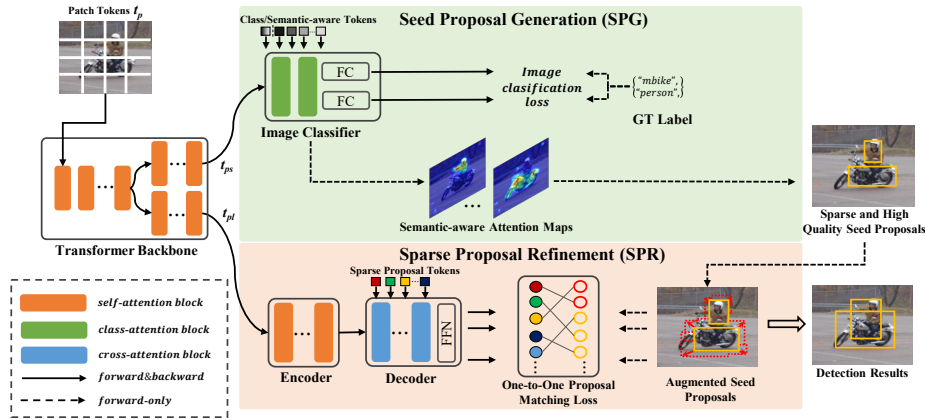 Patch Tokens t_p
Seed Proposal Generation (SPG)
Class/Semantic-aware Tokens
FC
FC
Image Classifier
Image
clasification
loss
{"mbike",
"person",}
GT Label
t_ps
t_pl
Transformer Backbone
Semantic-aware Attention Maps
Sparse and High
Quality Seed Proposals
Sparse Proposal Refinement (SPR)
Sparse Proposal Tokens
FFN
Encoder
Decoder
One-to-One Proposal
Matching Loss
Augmented Seed
Proposals
Detection Results
self-attention block
class-attention block
cross-attention block
forward&backward
forward-only